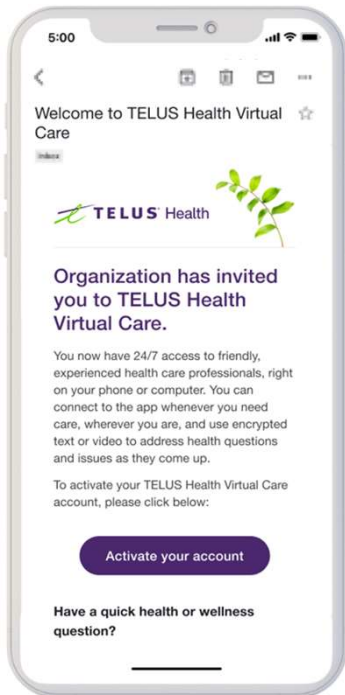 5:00
Welcome to TELUS Health Virtual
Care
Inbox
TELUS Health
Organization has invited
you to TELUS Health
Virtual Care.
You now have 24/7 access to friendly,
experienced health care professionals, right
on your phone or computer. You can
connect to the app whenever you need
care, wherever you are, and use encrypted
text or video to address health questions
and issues as they come up.
To activate your TELUS Health Virtual Care
account, please click below:
Activate your account
Have a quick health or wellness
question?